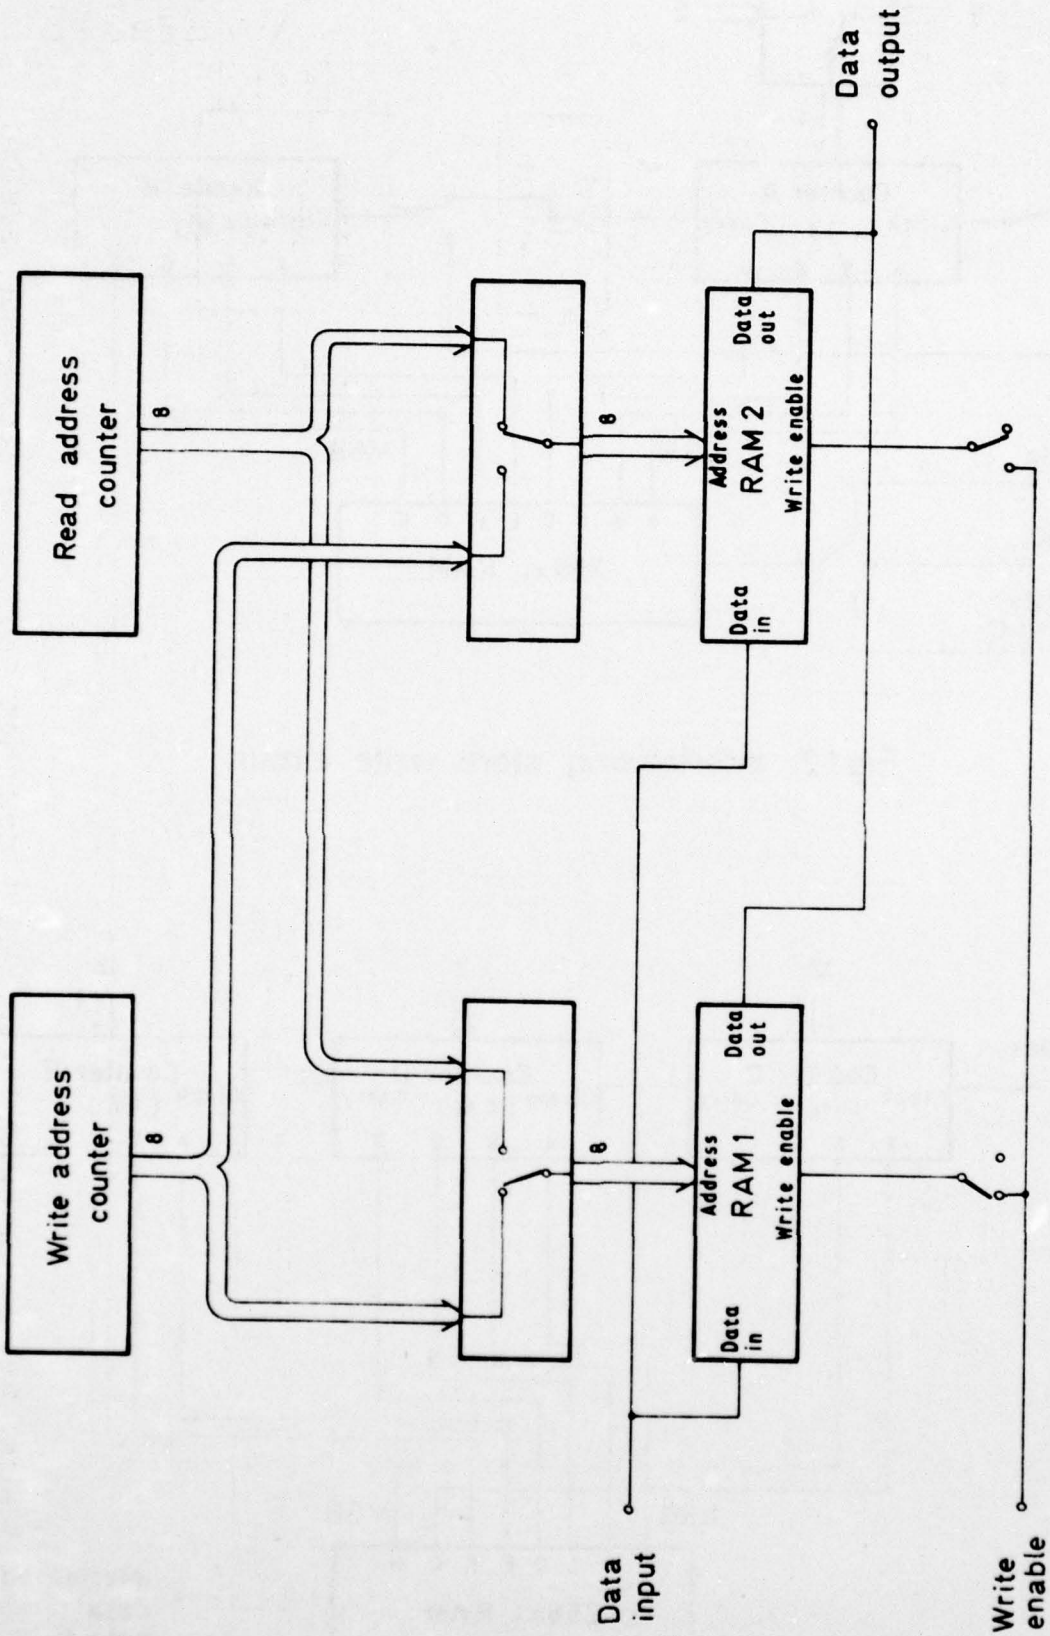 Write address
counter
8
Read address
counter
8
8
8
Data
input
Data
in
Address
RAM 1
Write enable
Data
out
Data
in
Address
RAM 2
Write enable
Data
out
Data
output
Write
enable